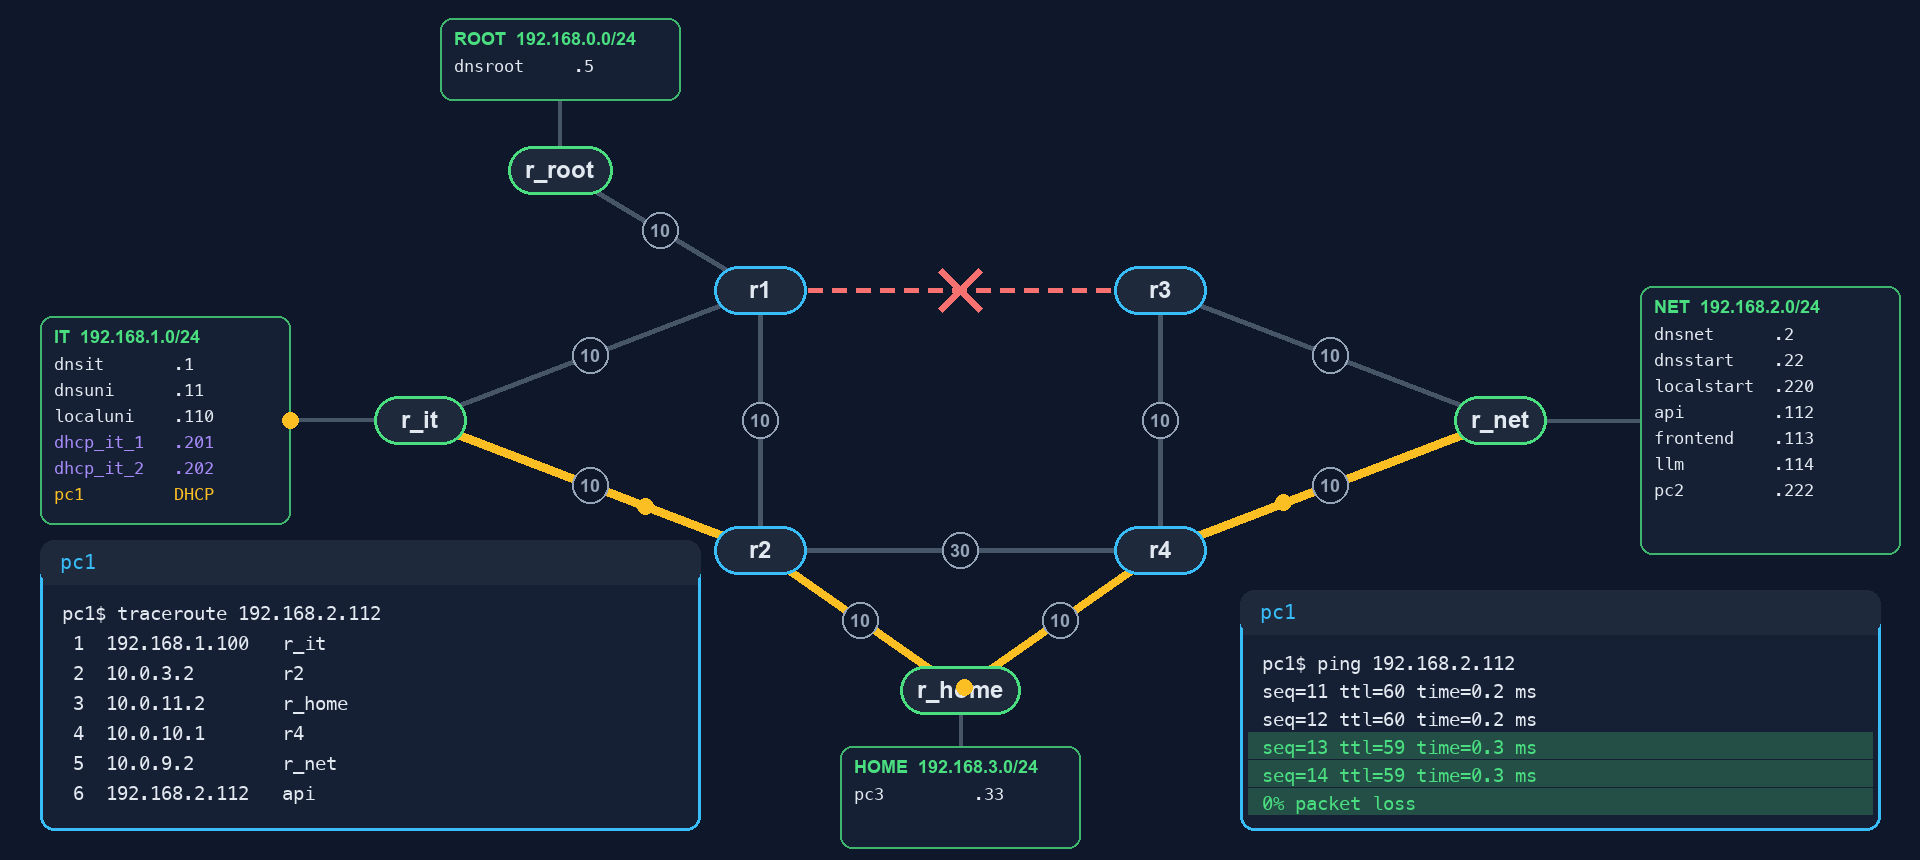 ROOT 192.168.0.0/24
dnsroot .5
r_root
10
r1
r3
IT 192.168.1.0/24
dnsit .1
dnsuni .11
localuni .110
dhcp_it_1 .201
dhcp_it_2 .202
pc1 DHCP
10
10
r_it
10
10
10
10
10
r_net
NET 192.168.2.0/24
dnsnet .2
dnsstart .22
localstart .220
api .112
frontend .113
llm .114
pc2 .222
r2
30
r4
10
10
r_home
HOME 192.168.3.0/24
pc3 .33
pc1
pc1$ traceroute 192.168.2.112
1 192.168.1.100 r_it
2 10.0.3.2 r2
3 10.0.11.2 r_home
4 10.0.10.1 r4
5 10.0.9.2 r_net
6 192.168.2.112 api
pc1
pc1$ ping 192.168.2.112
seq=11 ttl=60 time=0.2 ms
seq=12 ttl=60 time=0.2 ms
seq=13 ttl=59 time=0.3 ms
seq=14 ttl=59 time=0.3 ms
0% packet loss